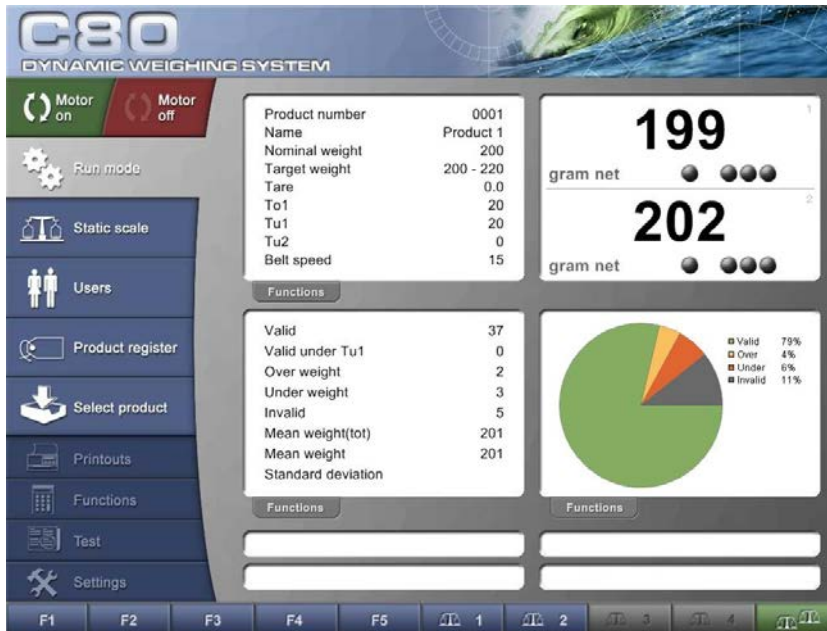 C80
DYNAMIC WEIGHING SYSTEM
Motor on
Motor off
Run mode
Static scale
Users
Product register
Select product
Printouts
Functions
Test
Settings
Product number 0001
Name Product 1
Nominal weight 200
Target weight 200 - 220
Tare 0.0
To1 20
Tu1 20
Tu2 0
Belt speed 15
Functions
1
199
gram net
2
202
gram net
Valid 37
Valid under Tu1 0
Over weight 2
Under weight 3
Invalid 5
Mean weight(tot) 201
Mean weight 201
Standard deviation
Functions
Valid 79%
Over 4%
Under 6%
Invalid 11%
Functions
F1 F2 F3 F4 F5 1 2 3 4